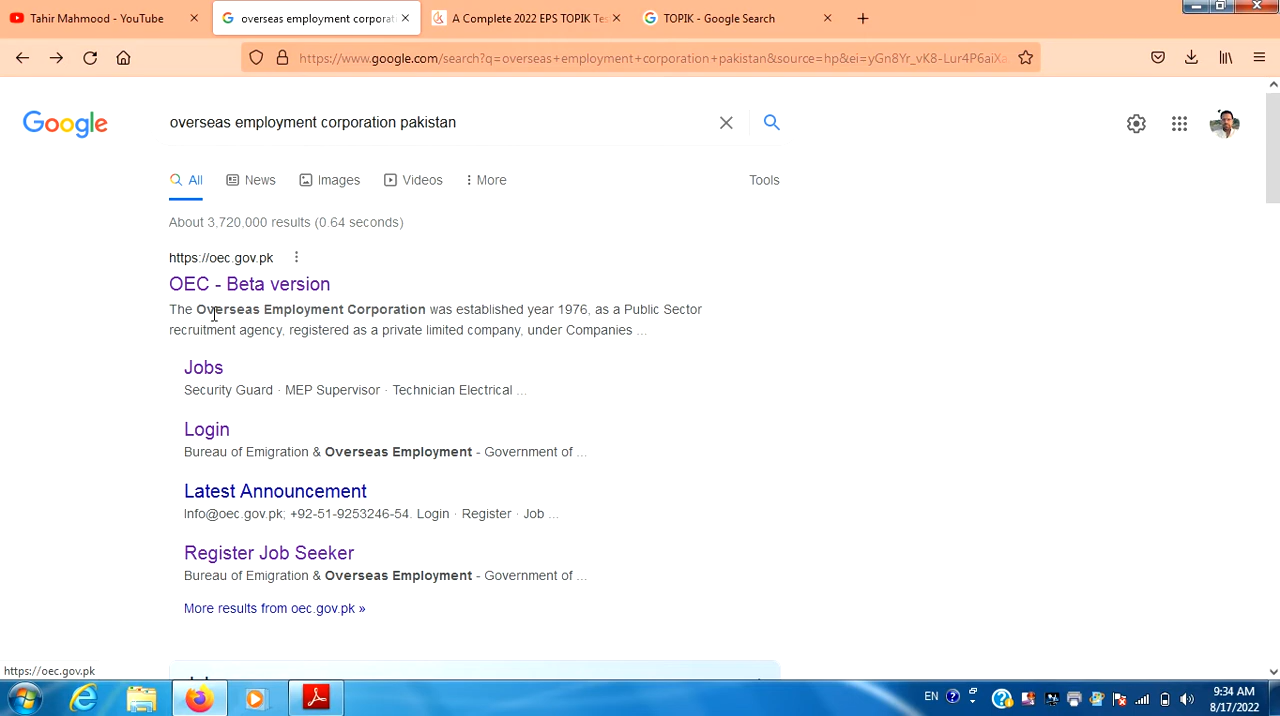 Tahir Mahmood - YouTube
overseas employment corporati
A Complete 2022 EPS TOPIK Te
TOPIK - Google Search
https://www.google.com/search?q=overseas+employment+corporation+pakistan&source=hp&ei=yGn8Yr_vK8-Lur4P6aiXa
Google
overseas employment corporation pakistan
All
News
Images
Videos
More
Tools
About 3,720,000 results (0.64 seconds)
https://oec.gov.pk
OEC - Beta version
The Overseas Employment Corporation was established year 1976, as a Public Sector
recruitment agency, registered as a private limited company, under Companies ...
Jobs
Security Guard · MEP Supervisor · Technician Electrical ...
Login
Bureau of Emigration & Overseas Employment - Government of ...
Latest Announcement
Info@oec.gov.pk; +92-51-9253246-54. Login · Register · Job ...
Register Job Seeker
Bureau of Emigration & Overseas Employment - Government of ...
More results from oec.gov.pk »
https://oec.gov.pk
EN
9:34 AM
8/17/2022